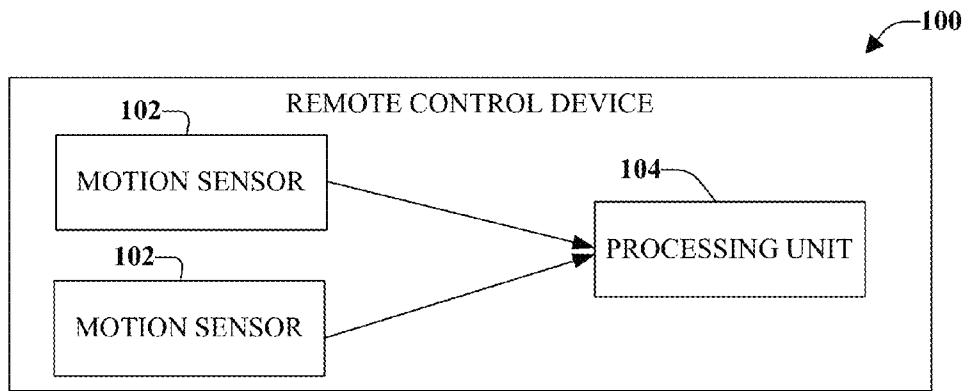 100
REMOTE CONTROL DEVICE
102
MOTION SENSOR
104
PROCESSING UNIT
102
MOTION SENSOR